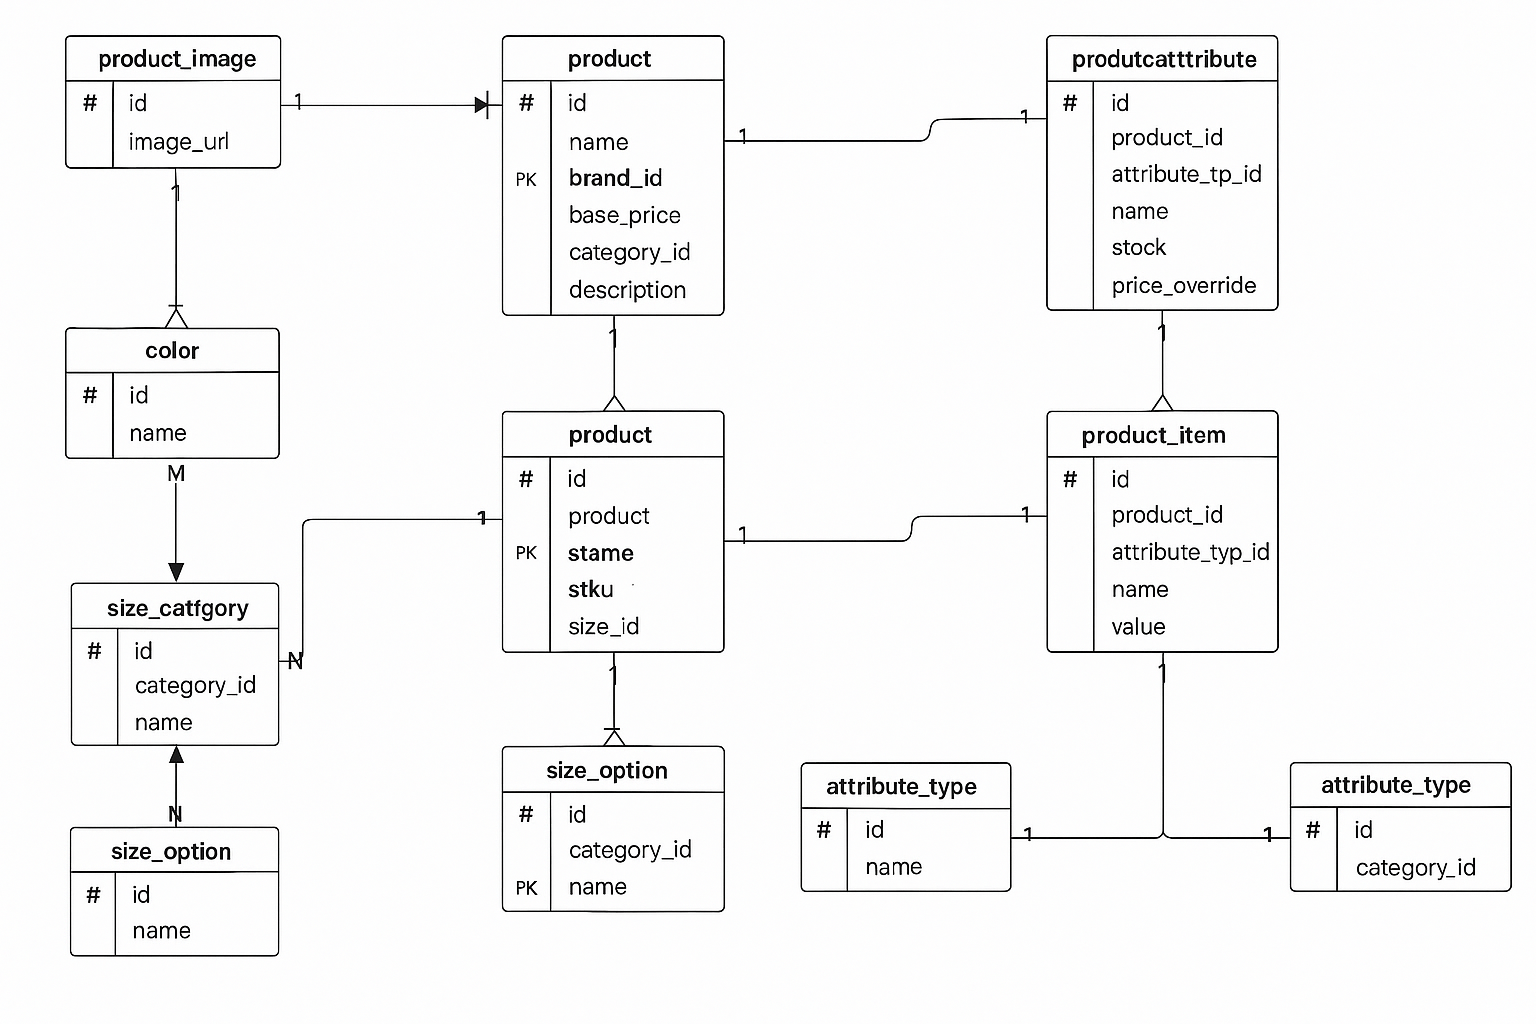 product_image
# id
image_url
1
1
product
# id
name
PK brand_id
base_price
category_id
description
1
1
1
produtcatttribute
# id
product_id
attribute_tp_id
name
stock
price_override
1
color
# id
name
M
product
# id
product
PK stame
stku
size_id
1
1
1
1
product_item
# id
product_id
attribute_typ_id
name
value
1
size_catfgory
# id
category_id
name
N
N
size_option
# id
name
size_option
# id
category_id
PK name
attribute_type
# id
name
1
1
attribute_type
# id
category_id